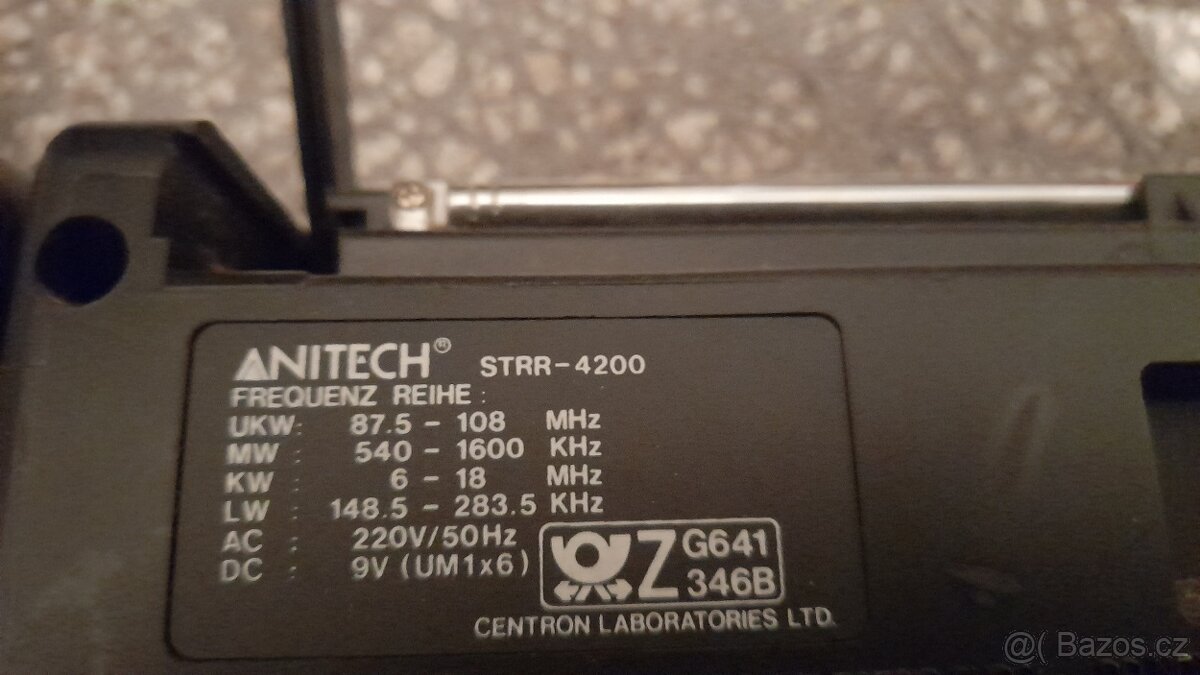 ANITECH® STRR-4200
FREQUENZ REIHE :
UKW: 87.5 - 108 MHz
MW : 540 - 1600 KHz
KW : 6 - 18 MHz
LW : 148.5 - 283.5 KHz
AC : 220V/50Hz
DC : 9V (UM1x6)
Z G641
346B
CENTRON LABORATORIES LTD.
@( Bazos.cz